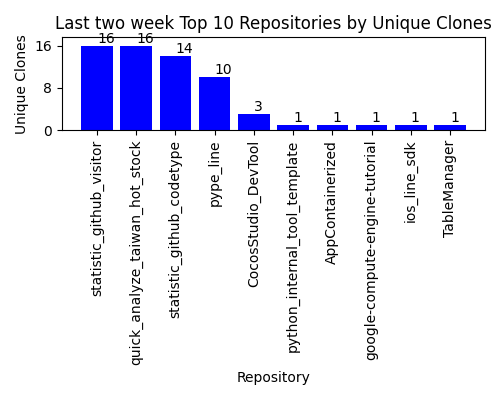 Last two week Top 10 Repositories by Unique Clones
Unique Clones
16
8
0
16
16
14
10
3
1
1
1
1
1
statistic_github_visitor
quick_analyze_taiwan_hot_stock
statistic_github_codetype
pype_line
CocosStudio_DevTool
python_internal_tool_template
AppContainerized
google-compute-engine-tutorial
ios_line_sdk
TableManager
Repository